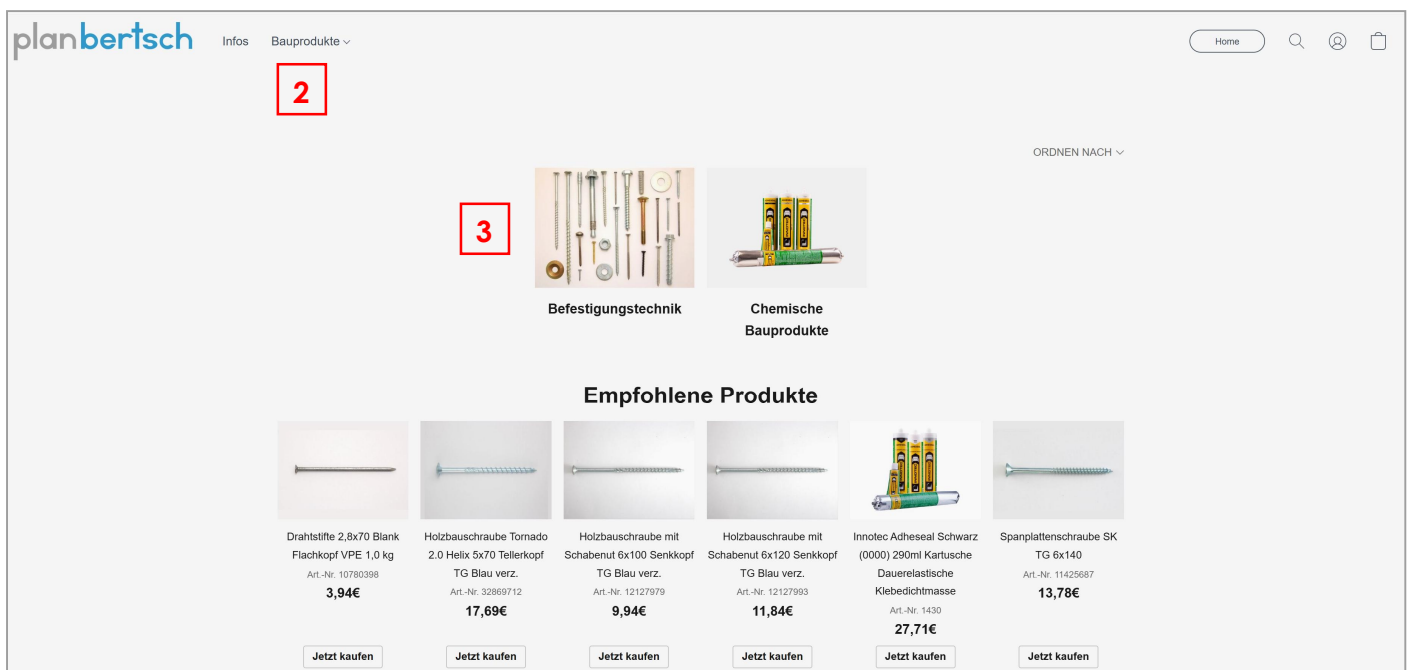 planbertsch
Infos
Bauprodukte
Home
2
ORDNEN NACH
3
Befestigungstechnik
Chemische
Bauprodukte
Empfohlene Produkte
Drahtstifte 2,8x70 Blank
Flachkopf VPE 1,0 kg
Art.-Nr. 10780398
3,94€
Jetzt kaufen
Holzbauschraube Tornado
2.0 Helix 5x70 Tellerkopf
TG Blau verz.
Art.-Nr. 32869712
17,69€
Jetzt kaufen
Holzbauschraube mit
Schabenut 6x100 Senkkopf
TG Blau verz.
Art.-Nr. 12127979
9,94€
Jetzt kaufen
Holzbauschraube mit
Schabenut 6x120 Senkkopf
TG Blau verz.
Art.-Nr. 12127993
11,84€
Jetzt kaufen
Innotec Adheseal Schwarz
(0000) 290ml Kartusche
Dauerelastische
Klebedichtmasse
Art.-Nr. 1430
27,71€
Jetzt kaufen
Spanplattenschraube SK
TG 6x140
Art.-Nr. 11425687
13,78€
Jetzt kaufen